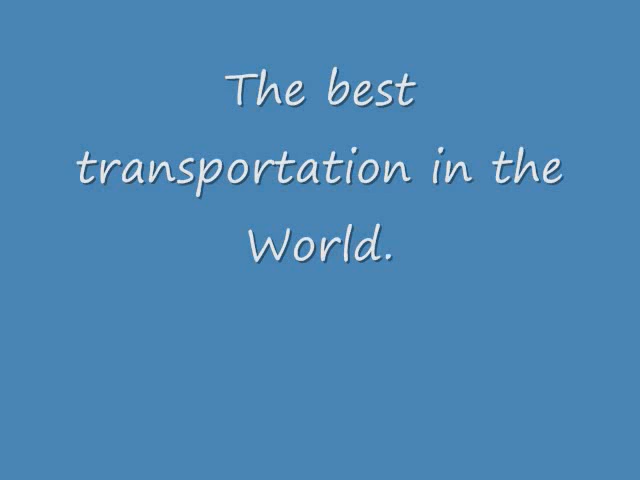 The best
transportation in the
World.